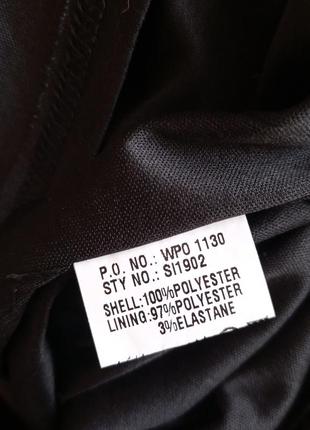 P.O. NO.: WPO 1130
STY NO.: SI1902
SHELL:100%POLYESTER
LINING:97%POLYESTER
3%ELASTANE